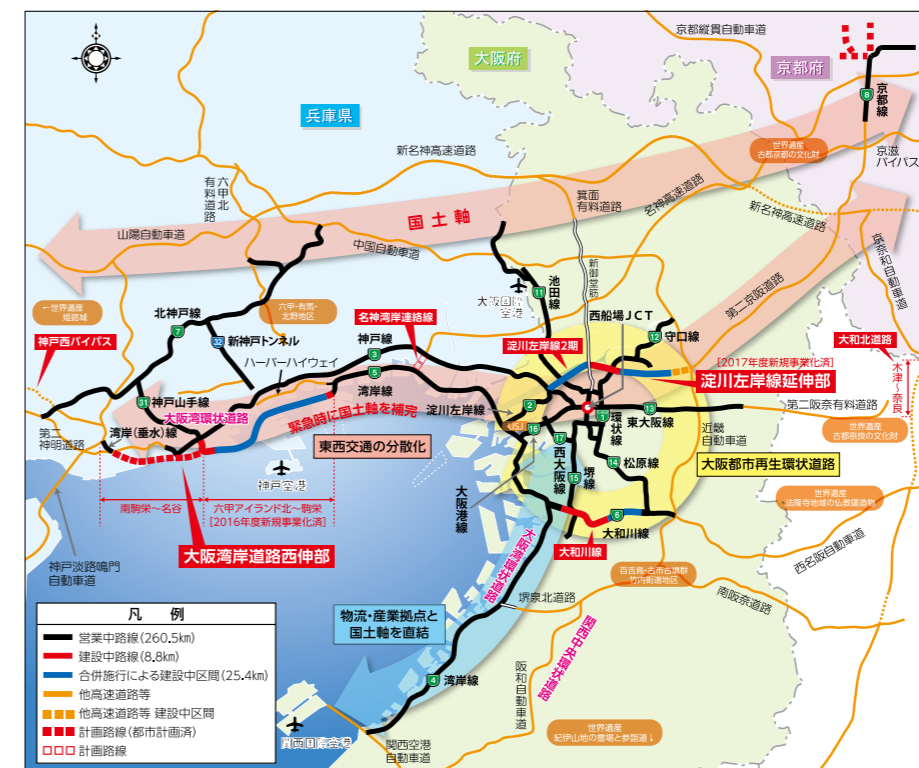 京都縦貫自動車道
大阪府
京都府
兵庫県
8
京都線
京滋
バイパス
世界遺産
古都京都の文化財
新名神高速道路
六甲北
有料道路
箕面
有料道路
名神高速道路
新名神高速道路
国土軸
山陽自動車道
中国自動車道
新御堂筋
京奈和自動車道
大阪国際
空港
11
池田線
西船場JCT
第二京阪道路
←世界遺産
姫路城
六甲・有馬・
北野地区
北神戸線
7
32
新神戸トンネル
名神湾岸連絡線
神戸線
3
淀川左岸線2期
12
守口線
大和北道路
神戸西バイパス
[2017年度新規事業化済]
淀川左岸線延伸部
木津～奈良
ハーバーハイウェイ
5
湾岸線
31
神戸山手線
大阪湾環状道路
緊急時に国土軸を補完
淀川左岸線
2
USJ
16
1
環状線
13
東大阪線
第二阪奈有料道路
第二
神明道路
湾岸(垂水)線
東西交通の分散化
17
西大阪線
15
堺線
14
松原線
近畿
自動車道
世界遺産
古都奈良の文化財
大阪都市再生環状道路
神戸空港
大阪港線
南駒栄～名谷
六甲アイランド北～駒栄
[2016年度新規事業化済]
世界遺産
法隆寺地域の仏教建造物
6
大和川線
大和川線
大阪湾岸道路西伸部
大阪湾環状道路
西名阪自動車道
神戸淡路鳴門
自動車道
百舌鳥・古市古墳群
竹内街道地区
堺泉北道路
南阪奈道路
物流・産業拠点と
国土軸を直結
関西中央環状道路
阪和自動車道
4
湾岸線
世界遺産
紀伊山地の霊場と参詣道↓
関西国際空港
関西空港
自動車道
凡例
営業中路線(260.5km)
建設中路線(8.8km)
合併施行による建設中区間(25.4km)
他高速道路等
他高速道路等 建設中区間
計画路線(都市計画済)
計画路線